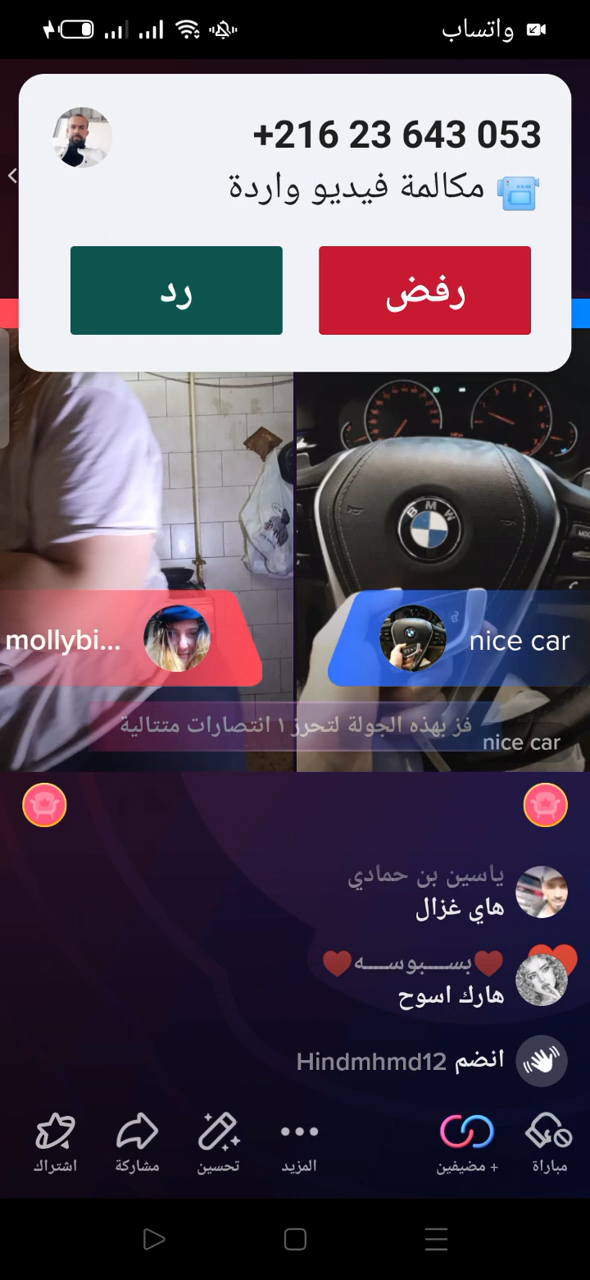 واتساب
+216 23 643 053
مكالمة فيديو واردة
رفض
رد
BMW
mollybi...
nice car
فز بهذه الجولة لتحرز ١ انتصارات متتالية
nice car
ياسين بن حمادي
هاي غزال
♥️بســـبوســـه♥️
هارك اسوح
انضم Hindmhmd12
مباراة
+ مضيفين
المزيد
تحسين
مشاركة
اشتراك